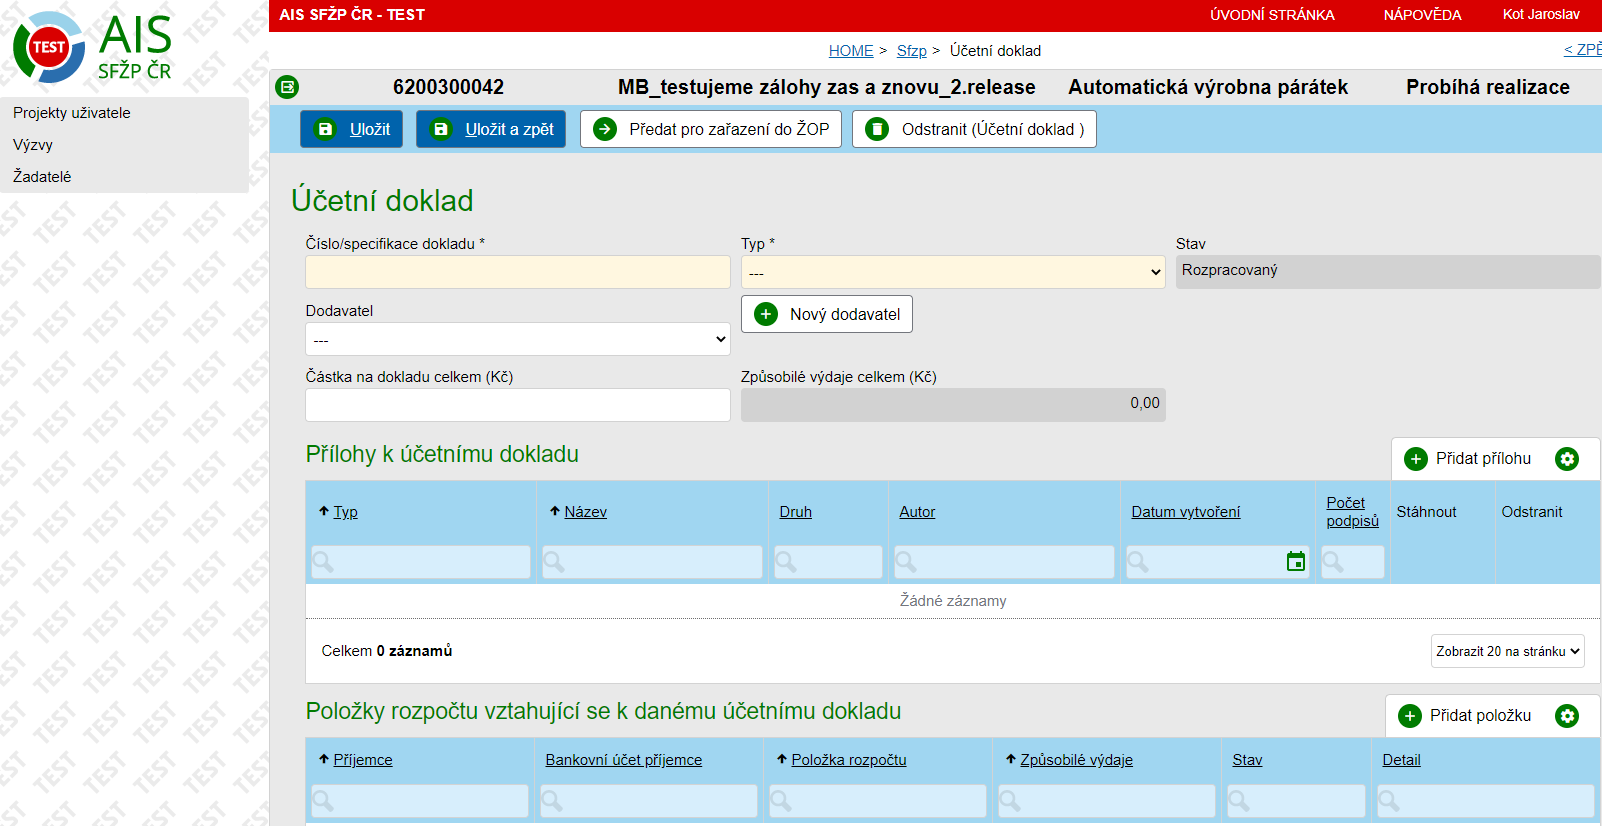 AIS SFŽP ČR - TEST
ÚVODNÍ STRÁNKA
NÁPOVĚDA
Kot Jaroslav
TEST
AIS
SFŽP ČR
HOME > Sfzp > Účetní doklad
< ZPĚ
6200300042
MB_testujeme zálohy zas a znovu_2.release
Automatická výrobna párátek
Probíhá realizace
Projekty uživatele
Výzvy
Žadatelé
Uložit
Uložit a zpět
Předat pro zařazení do ŽOP
Odstranit (Účetní doklad )
Účetní doklad
Číslo/specifikace dokladu *
Typ *
Stav
---
Rozpracovaný
Dodavatel
Nový dodavatel
---
Částka na dokladu celkem (Kč)
Způsobilé výdaje celkem (Kč)
0,00
Přílohy k účetnímu dokladu
Přidat přílohu
Typ
Název
Druh
Autor
Datum vytvoření
Počet
podpisů
Stáhnout
Odstranit
Žádné záznamy
Celkem 0 záznamů
Zobrazit 20 na stránku
Položky rozpočtu vztahující se k danému účetnímu dokladu
Přidat položku
Příjemce
Bankovní účet příjemce
Položka rozpočtu
Způsobilé výdaje
Stav
Detail